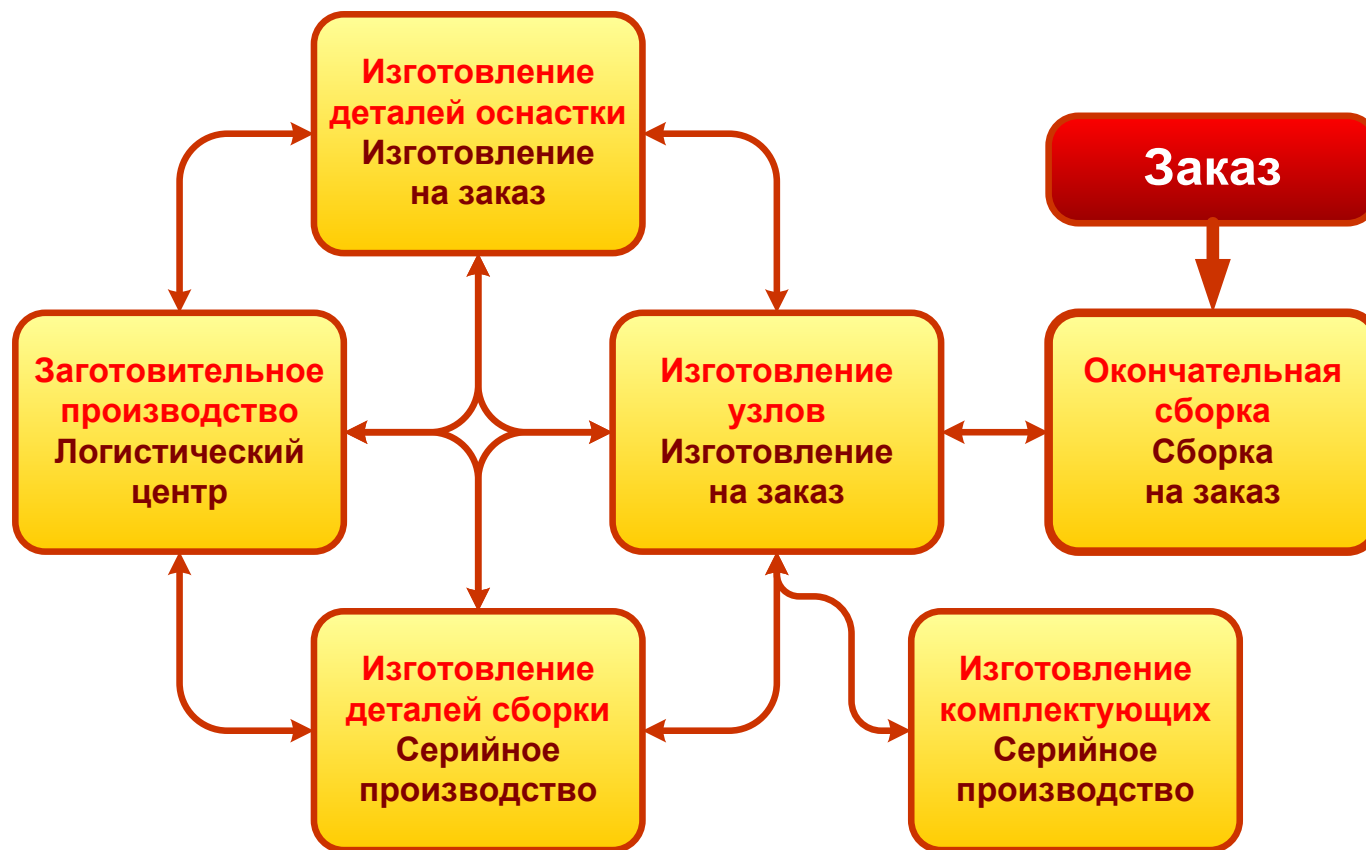 Изготовление
деталей оснастки
Изготовление
на заказ
Заказ
Заготовительное
производство
Логистический
центр
Изготовление
узлов
Изготовление
на заказ
Окончательная
сборка
Сборка
на заказ
Изготовление
деталей сборки
Серийное
производство
Изготовление
комплектующих
Серийное
производство